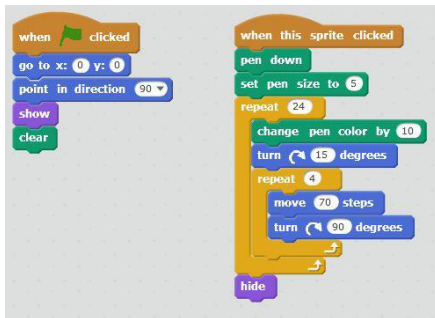 when clicked
go to x: 0 y: 0
point in direction 90
show
clear
when this sprite clicked
pen down
set pen size to 5
repeat 24
change pen color by 10
turn 15 degrees
repeat 4
move 70 steps
turn 90 degrees
hide